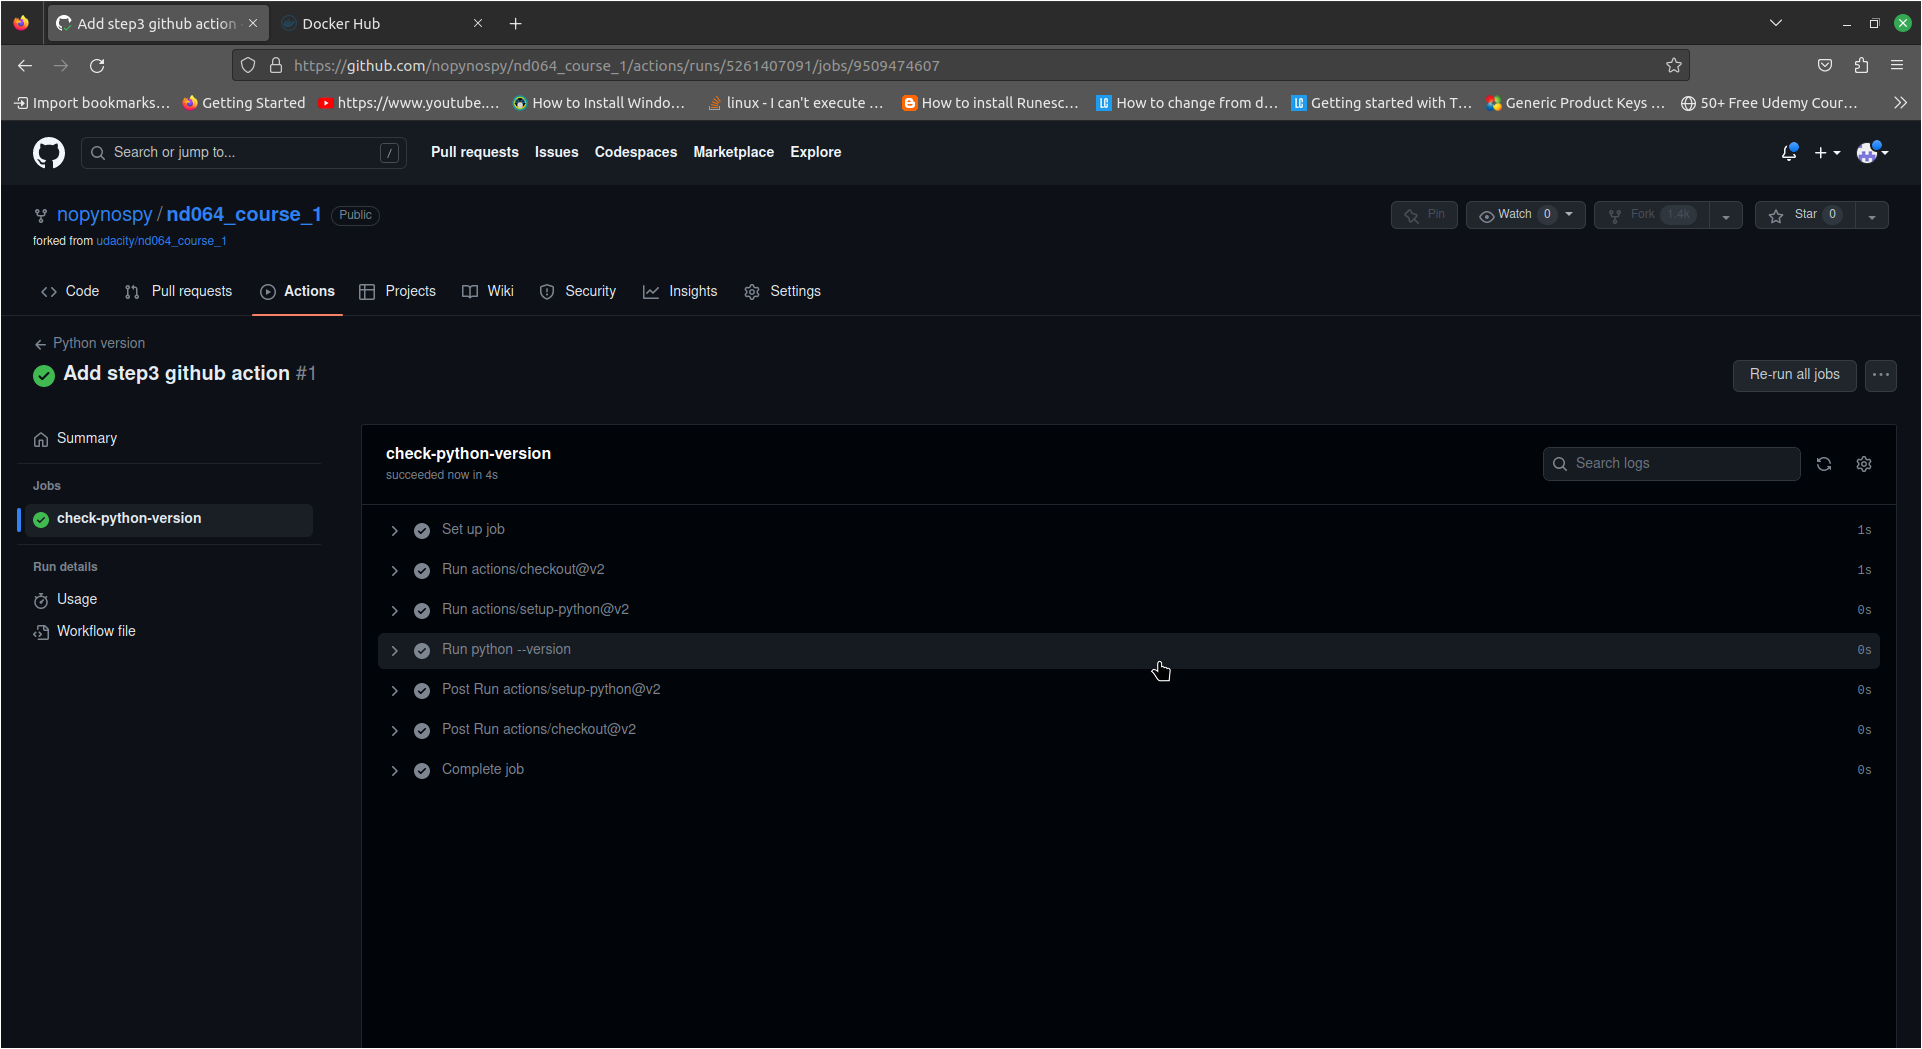 Add step3 github action
Docker Hub
https://github.com/nopynospy/nd064_course_1/actions/runs/5261407091/jobs/9509474607
Import bookmarks... Getting Started https://www.youtube.... How to Install Windo... linux - I can't execute ... How to install Runesc... How to change from d... Getting started with T... Generic Product Keys ... 50+ Free Udemy Cour...
Search or jump to... / Pull requests Issues Codespaces Marketplace Explore
nopynospy / nd064_course_1 Public
Pin Watch 0 Fork 1.4k Star 0
forked from udacity/nd064_course_1
Code Pull requests Actions Projects Wiki Security Insights Settings
Python version
Add step3 github action #1
Re-run all jobs
Summary
Jobs
check-python-version
Run details
Usage
Workflow file
check-python-version
succeeded now in 4s
Search logs
Set up job 1s
Run actions/checkout@v2 1s
Run actions/setup-python@v2 0s
Run python --version 0s
Post Run actions/setup-python@v2 0s
Post Run actions/checkout@v2 0s
Complete job 0s